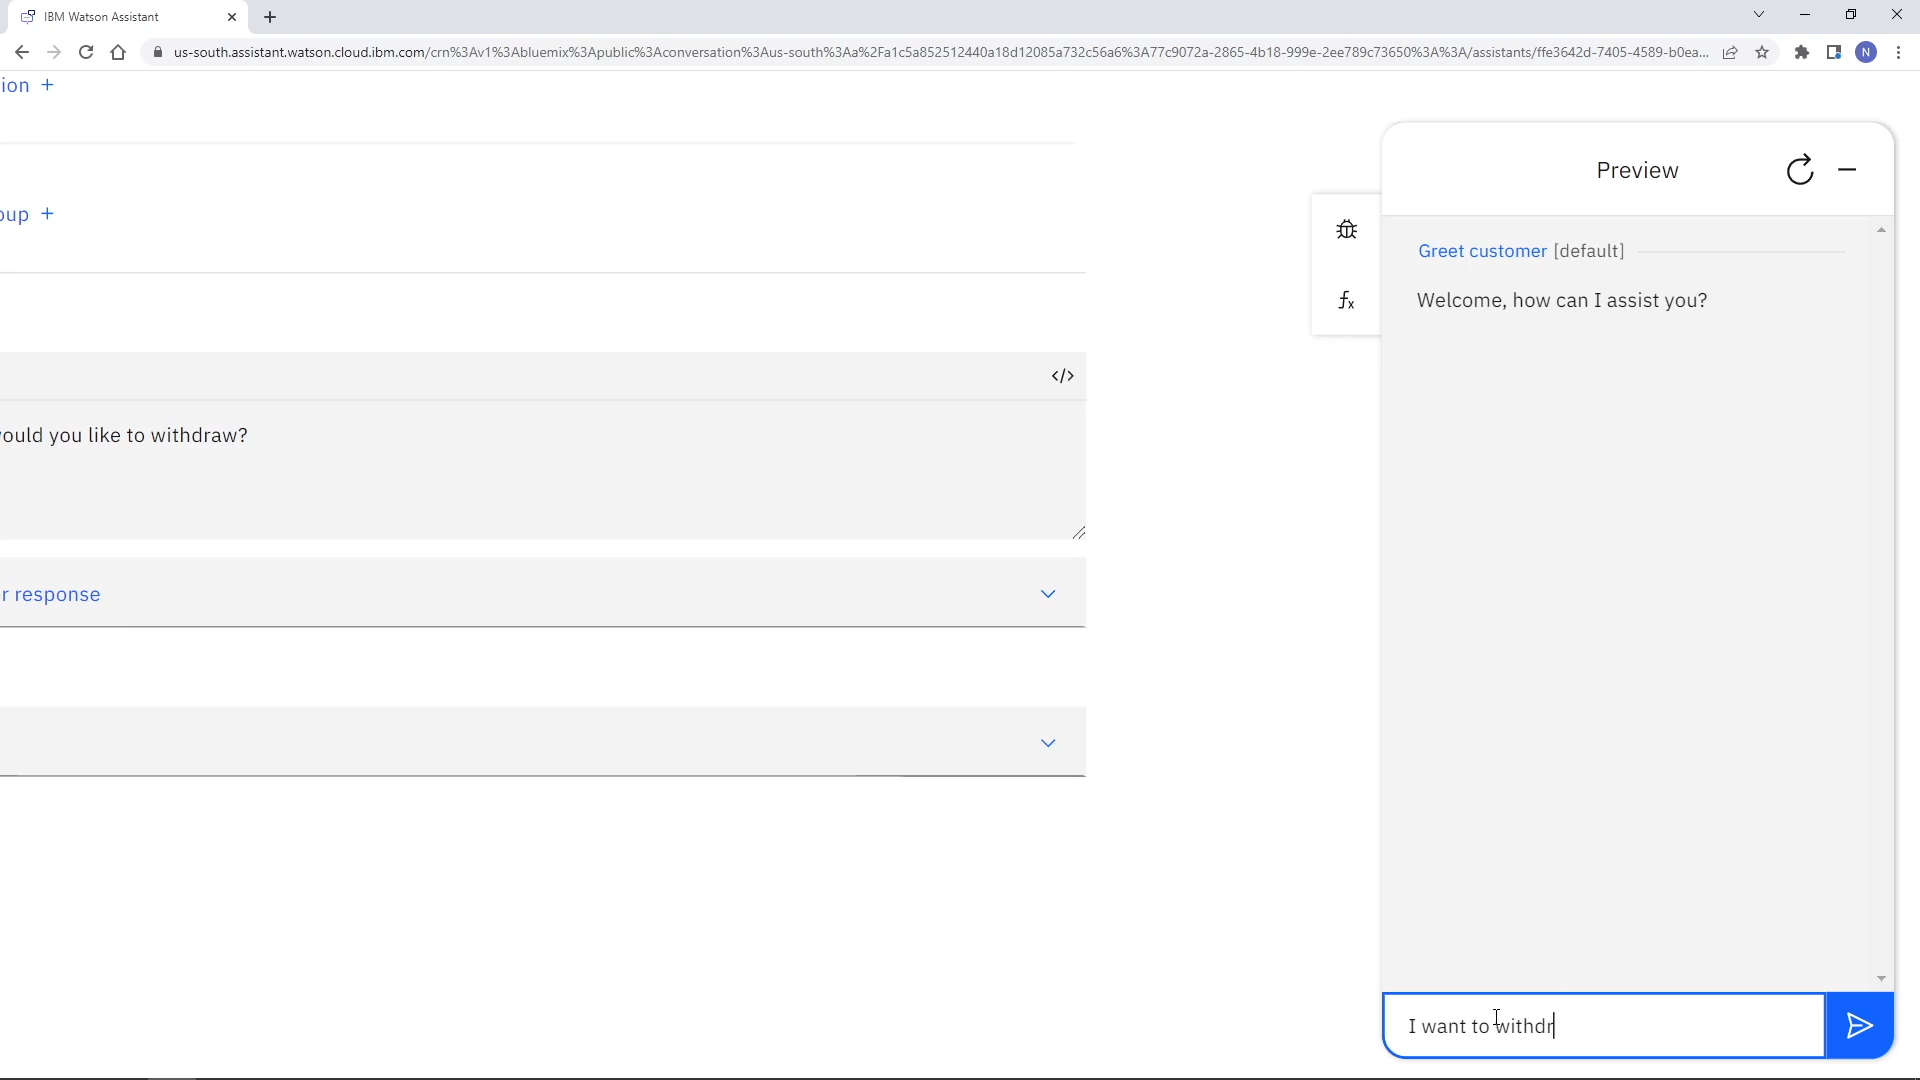 IBM Watson Assistant
us-south.assistant.watson.cloud.ibm.com/crn%3Av1%3Abluemix%3Apublic%3Aconversation%3Aus-south%3Aa%2Fa1c5a852512440a18d12085a732c56a6%3A77c9072a-2865-4b18-999e-2ee789c73650%3A%3A/assistants/ffe3642d-7405-4589-b0ea...
N
ion +
oup +
</>
ould you like to withdraw?
r response
Preview
fx
Greet customer [default]
Welcome, how can I assist you?
I want to withdr